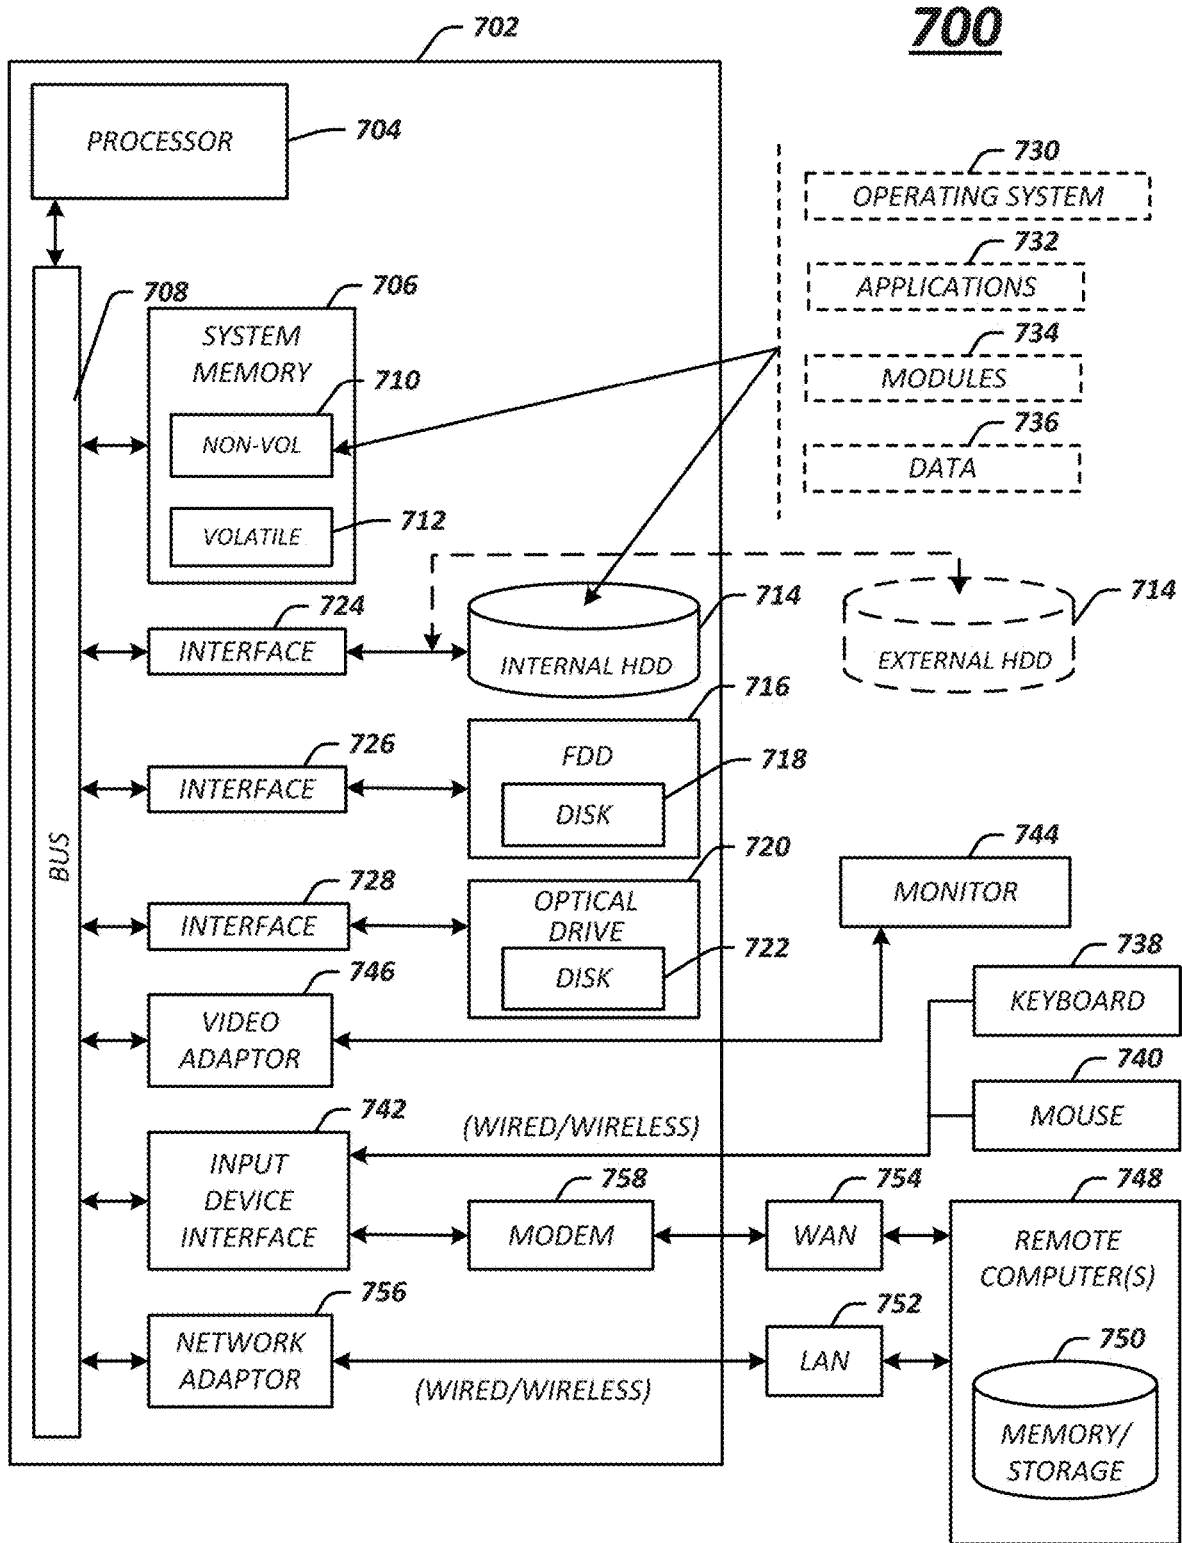 700
702
PROCESSOR
704
730
OPERATING SYSTEM
732
APPLICATIONS
734
MODULES
736
DATA
708
706
SYSTEM
MEMORY
710
NON-VOL
712
VOLATILE
724
INTERFACE
714
INTERNAL HDD
714
EXTERNAL HDD
716
FDD
718
DISK
726
INTERFACE
BUS
720
OPTICAL
DRIVE
722
DISK
728
INTERFACE
744
MONITOR
746
VIDEO
ADAPTOR
738
KEYBOARD
740
MOUSE
742
INPUT
DEVICE
INTERFACE
(WIRED/WIRELESS)
758
MODEM
754
WAN
748
REMOTE
COMPUTER(S)
756
NETWORK
ADAPTOR
(WIRED/WIRELESS)
752
LAN
750
MEMORY/
STORAGE